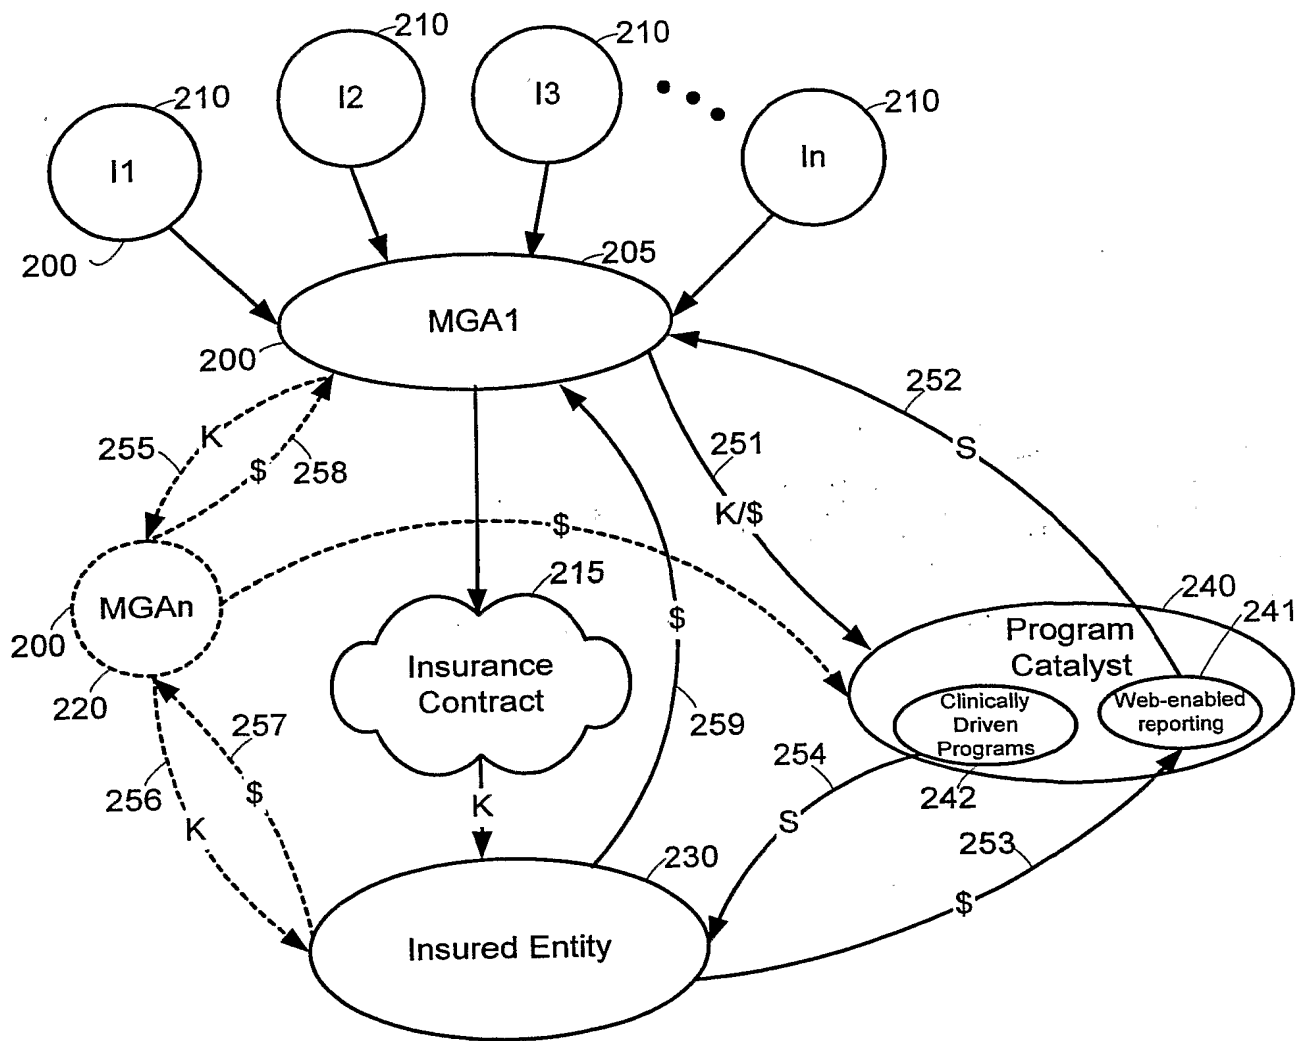 210
210
210
210
I1
I2
I3
In
200
205
MGA1
200
252
251
S
255
K
$
258
K/$
$
215
MGAn
200
220
Insurance
Contract
$
259
240
241
Program
Catalyst
Clinically
Driven
Programs
Web-enabled
reporting
242
257
256
$
K
K
254
S
253
$
230
Insured Entity